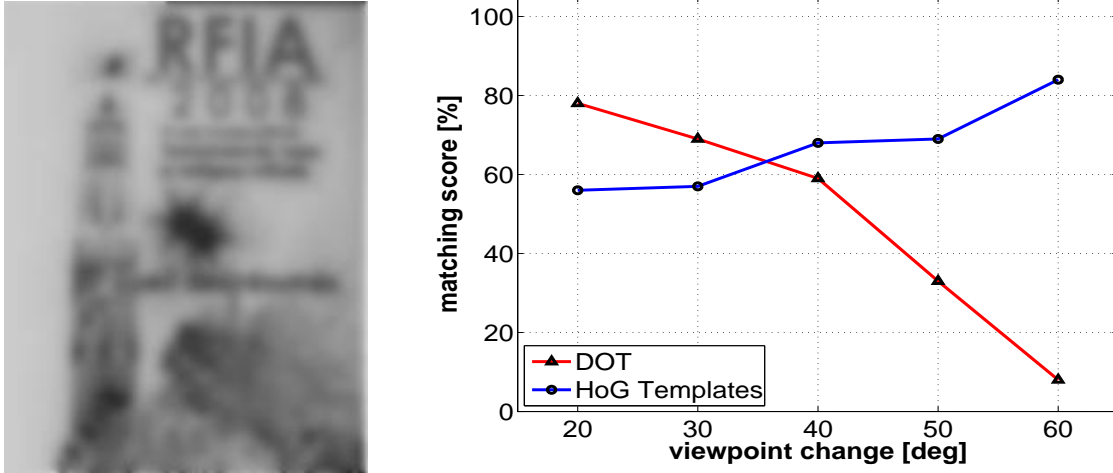 RFIA
2008
100
80
60
40
20
0
matching score [%]
DOT
HoG Templates
20 30 40 50 60
viewpoint change [deg]